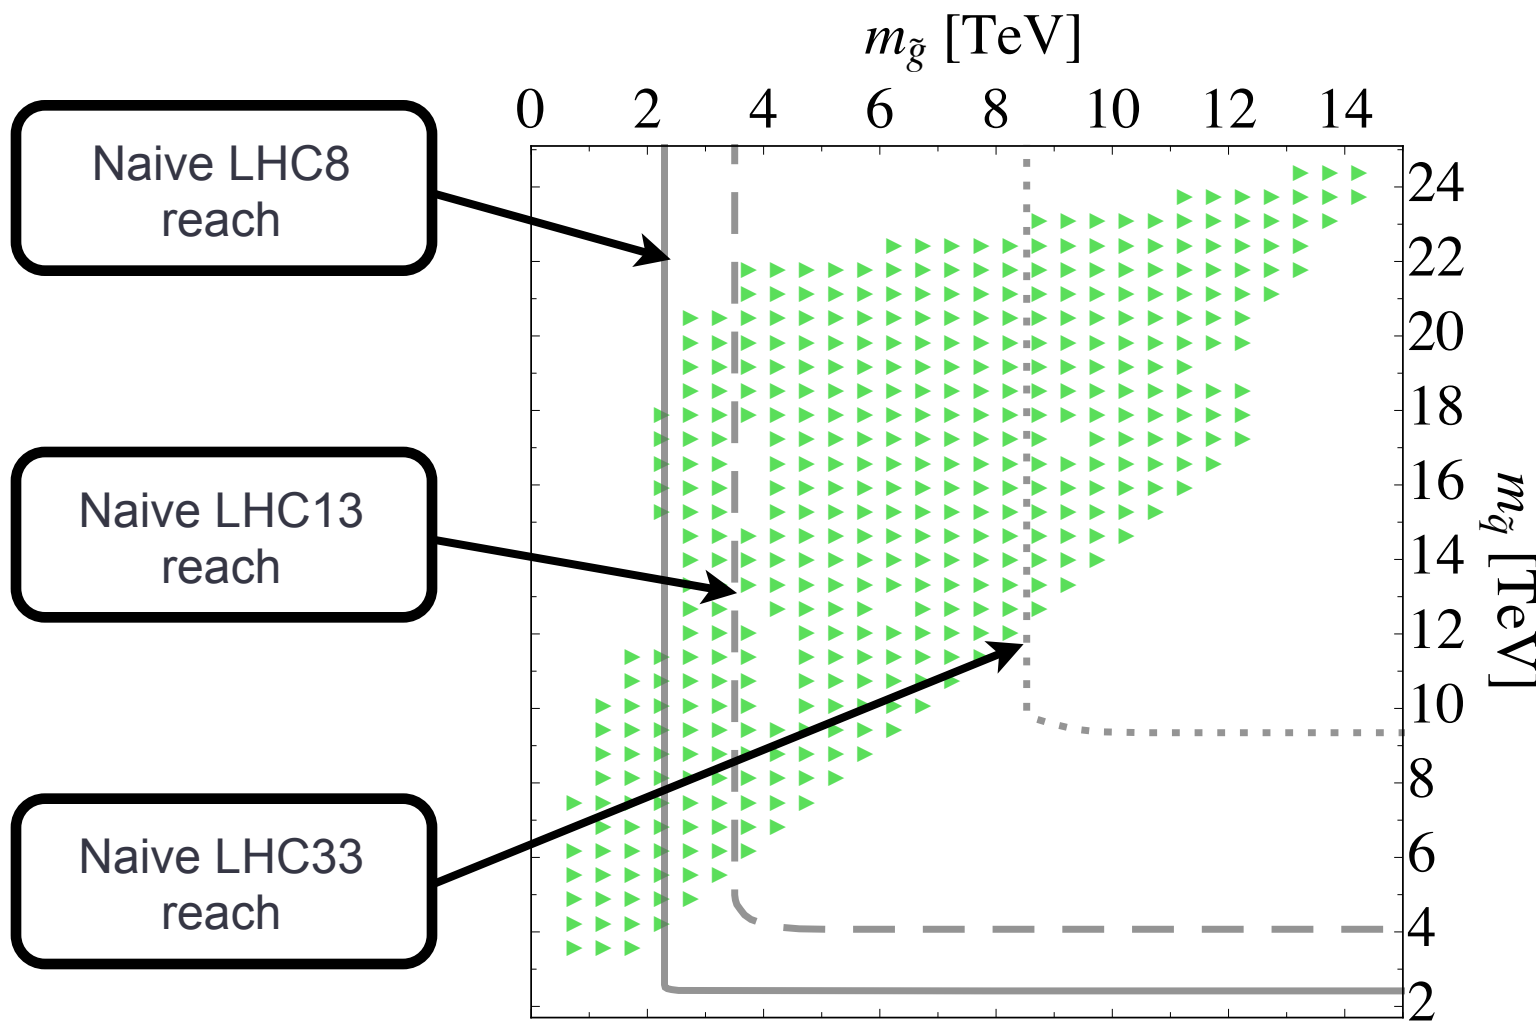 m_g̃ [TeV]
0 2 4 6 8 10 12 14
Naive LHC8
reach
Naive LHC13
reach
Naive LHC33
reach
24
22
20
18
16
14
12
10
8
6
4
2
m_q̃ [TeV]